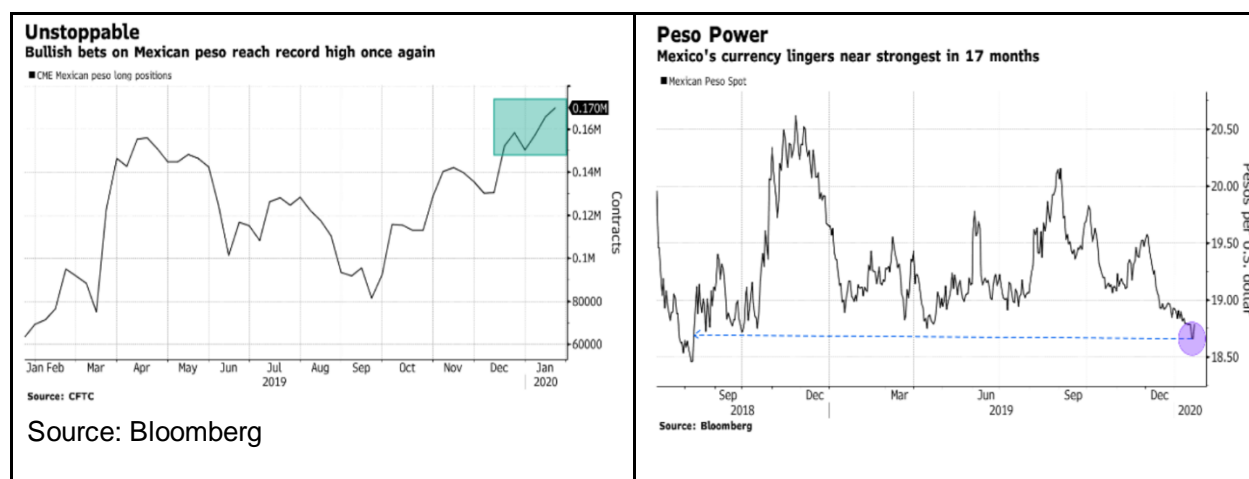 Unstoppable
Bullish bets on Mexican peso reach record high once again
■CME Mexican peso long positions
0.170M
0.16M
0.14M
0.12M
0.1M
80000
60000
Contracts
Jan Feb Mar Apr May Jun Jul Aug Sep Oct Nov Dec Jan
2019 2020
Source: CFTC
Source: Bloomberg
Peso Power
Mexico's currency lingers near strongest in 17 months
■Mexican Peso Spot
20.50
20.00
19.50
19.00
18.50
Pesos per U.S. dollar
Sep Dec Mar Jun Sep Dec
2018 2019 2020
Source: Bloomberg